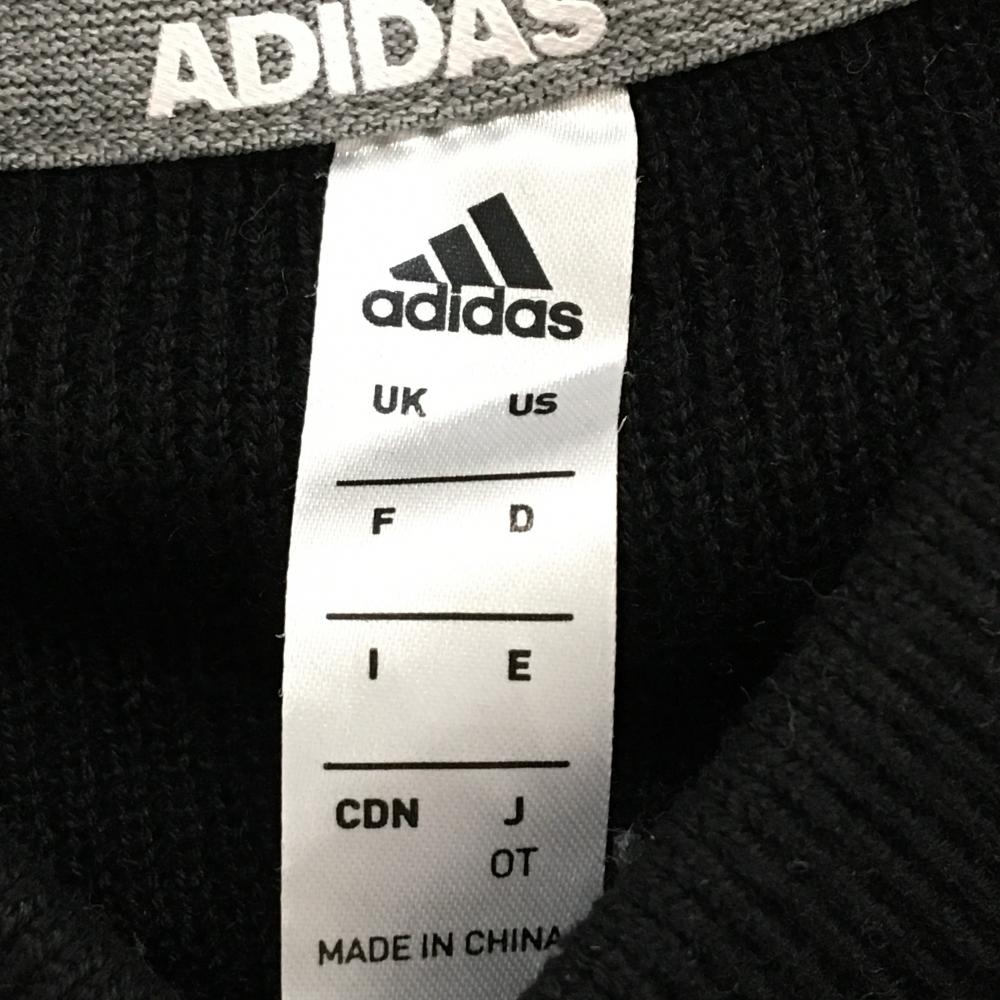 ADIDAS
adidas
UK US
F D
I E
CDN J
OT
MADE IN CHINA